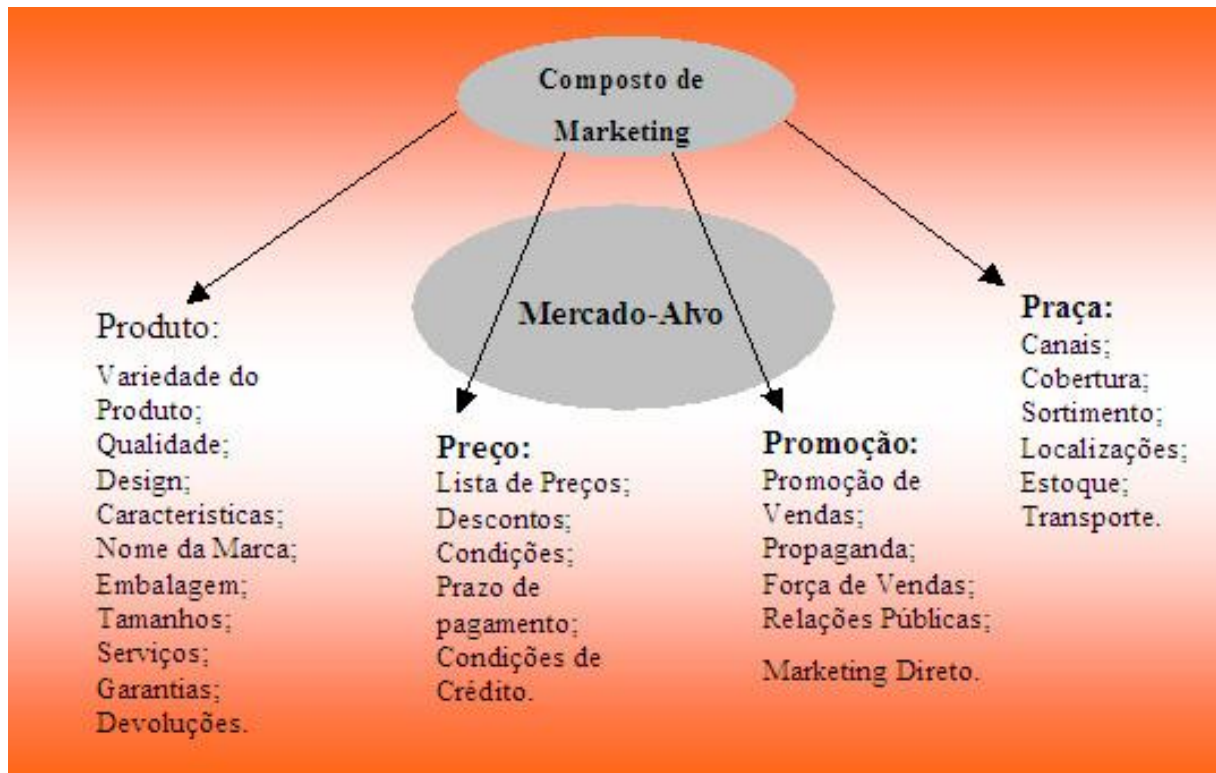 Composto de
Marketing
Mercado-Alvo
Produto:
Variedade do
Produto;
Qualidade;
Design;
Caracteristicas;
Nome da Marca;
Embalagem;
Tamanhos;
Serviços;
Garantias;
Devoluções.
Preço:
Lista de Preços;
Descontos;
Condições;
Prazo de
pagamento;
Condições de
Crédito.
Promoção:
Promoção de
Vendas;
Propaganda;
Força de Vendas;
Relações Públicas;
Marketing Direto.
Praça:
Canais;
Cobertura;
Sortimento;
Localizações;
Estoque;
Transporte.